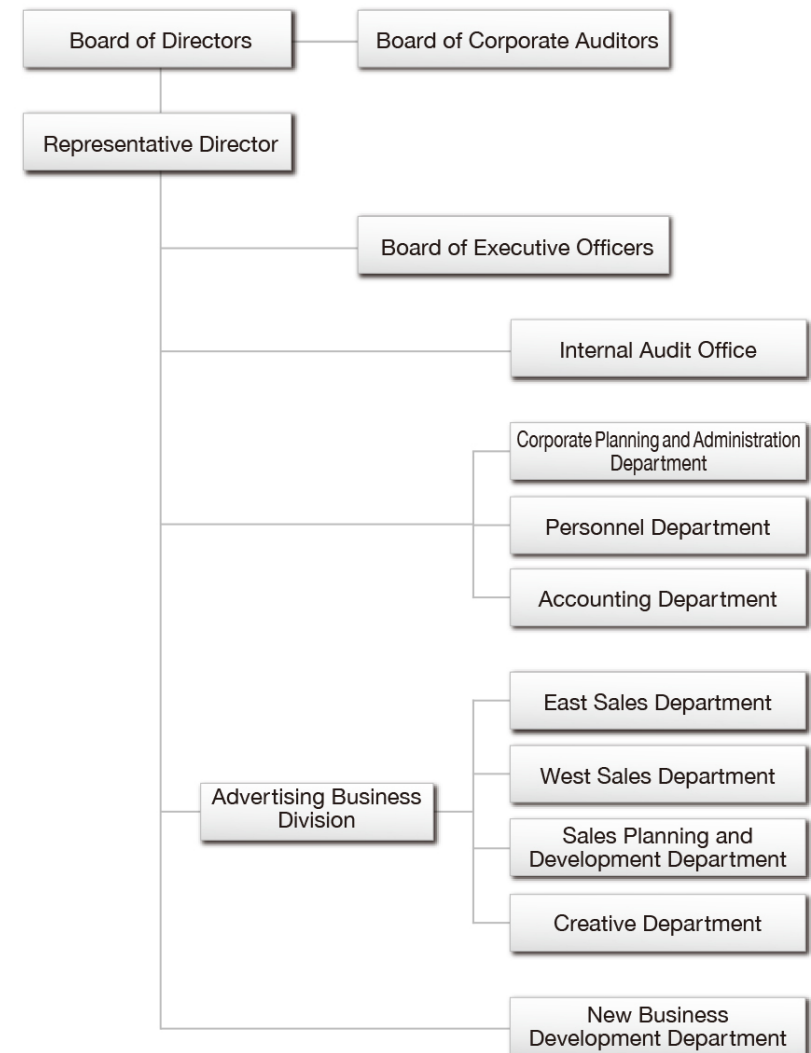 Board of Directors
Board of Corporate Auditors
Representative Director
Board of Executive Officers
Internal Audit Office
Corporate Planning and Administration
Department
Personnel Department
Accounting Department
East Sales Department
West Sales Department
Advertising Business
Division
Sales Planning and
Development Department
Creative Department
New Business
Development Department